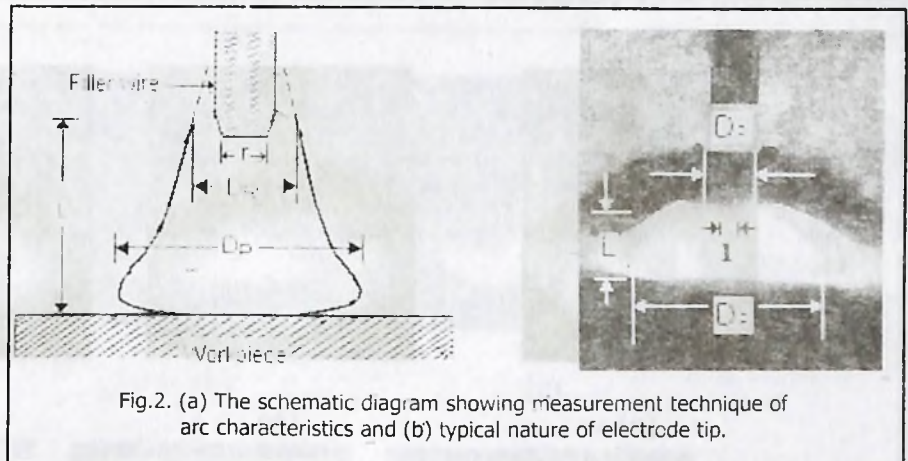 Filler wire
r
Dp
L
Workpiece
L
Fig.2. (a) The schematic diagram showing measurement technique of
arc characteristics and (b) typical nature of electrode tip.